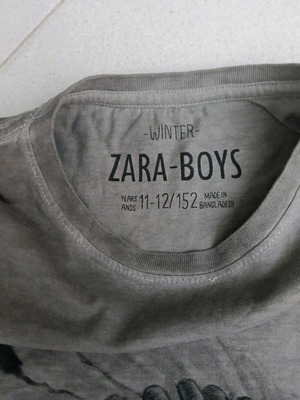 -WINTER-
ZARA-BOYS
YEARS 11-12/152 MADE IN
AÑOS BANGLADESH